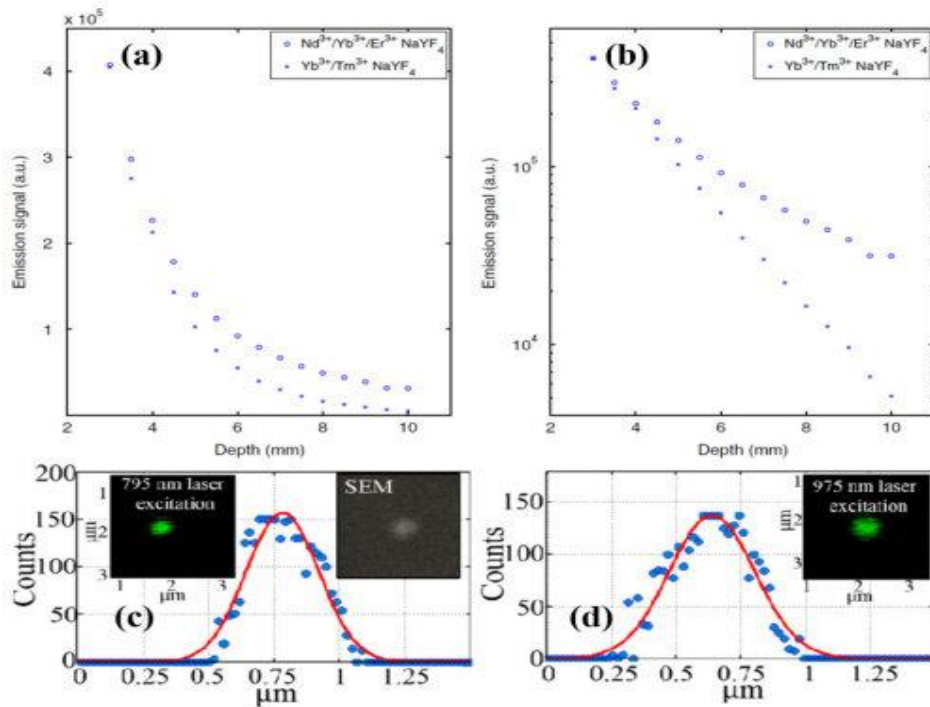 × 10⁵
(a)
Nd³⁺/Yb³⁺/Er³⁺ NaYF₄
Yb³⁺/Tm³⁺ NaYF₄
4
3
2
1
Emission signal (a.u.)
2 4 6 8 10
Depth (mm)
(b)
Nd³⁺/Yb³⁺/Er³⁺ NaYF₄
Yb³⁺/Tm³⁺ NaYF₄
10⁵
10⁴
Emission signal (a.u.)
2 4 6 8 10
Depth (mm)
200
150
100
50
0
Counts
795 nm laser
excitation
1
2
3
μm
1 2 3
μm
SEM
(c)
0 0.25 0.75 1 1.25
μm
150
100
50
0
Counts
975 nm laser
excitation
1
2
3
μm
1 2 3
μm
(d)
0 0.25 0.5 0.75 1 1.25
μm